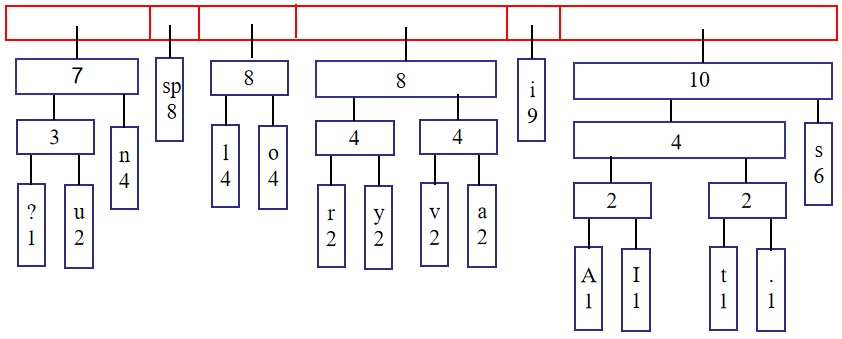 7 sp 8 8 8 i 9 10
3 n 4 l 4 o 4 4 4 4 s 6
? 1 u 2 r 2 y 2 v 2 a 2 2 2
A 1 I 1 t 1 . 1